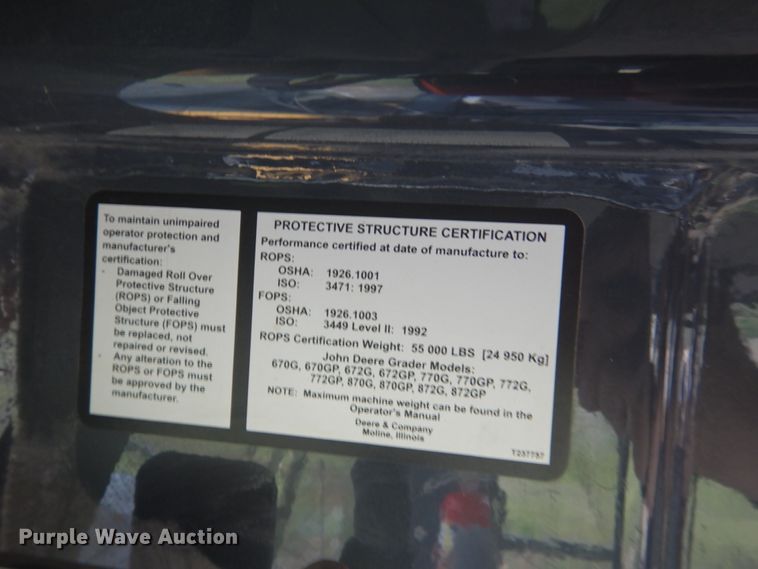 To maintain unimpaired
operator protection and
manufacturer's
certification:
- Damaged Roll Over
Protective Structure
(ROPS) or Falling
Object Protective
Structure (FOPS) must
be replaced, not
repaired or revised.
- Any alteration to the
ROPS or FOPS must
be approved by the
manufacturer.
PROTECTIVE STRUCTURE CERTIFICATION
Performance certified at date of manufacture to:
ROPS:
OSHA: 1926.1001
ISO: 3471: 1997
FOPS:
OSHA: 1926.1003
ISO: 3449 Level II: 1992
ROPS Certification Weight: 55 000 LBS [24 950 Kg]
John Deere Grader Models:
670G, 670GP, 672G, 672GP, 770G, 770GP, 772G,
772GP, 870G, 870GP, 872G, 872GP
NOTE: Maximum machine weight can be found in the
Operator's Manual
Deere & Company
Moline, Illinois
T237757
Purple Wave Auction